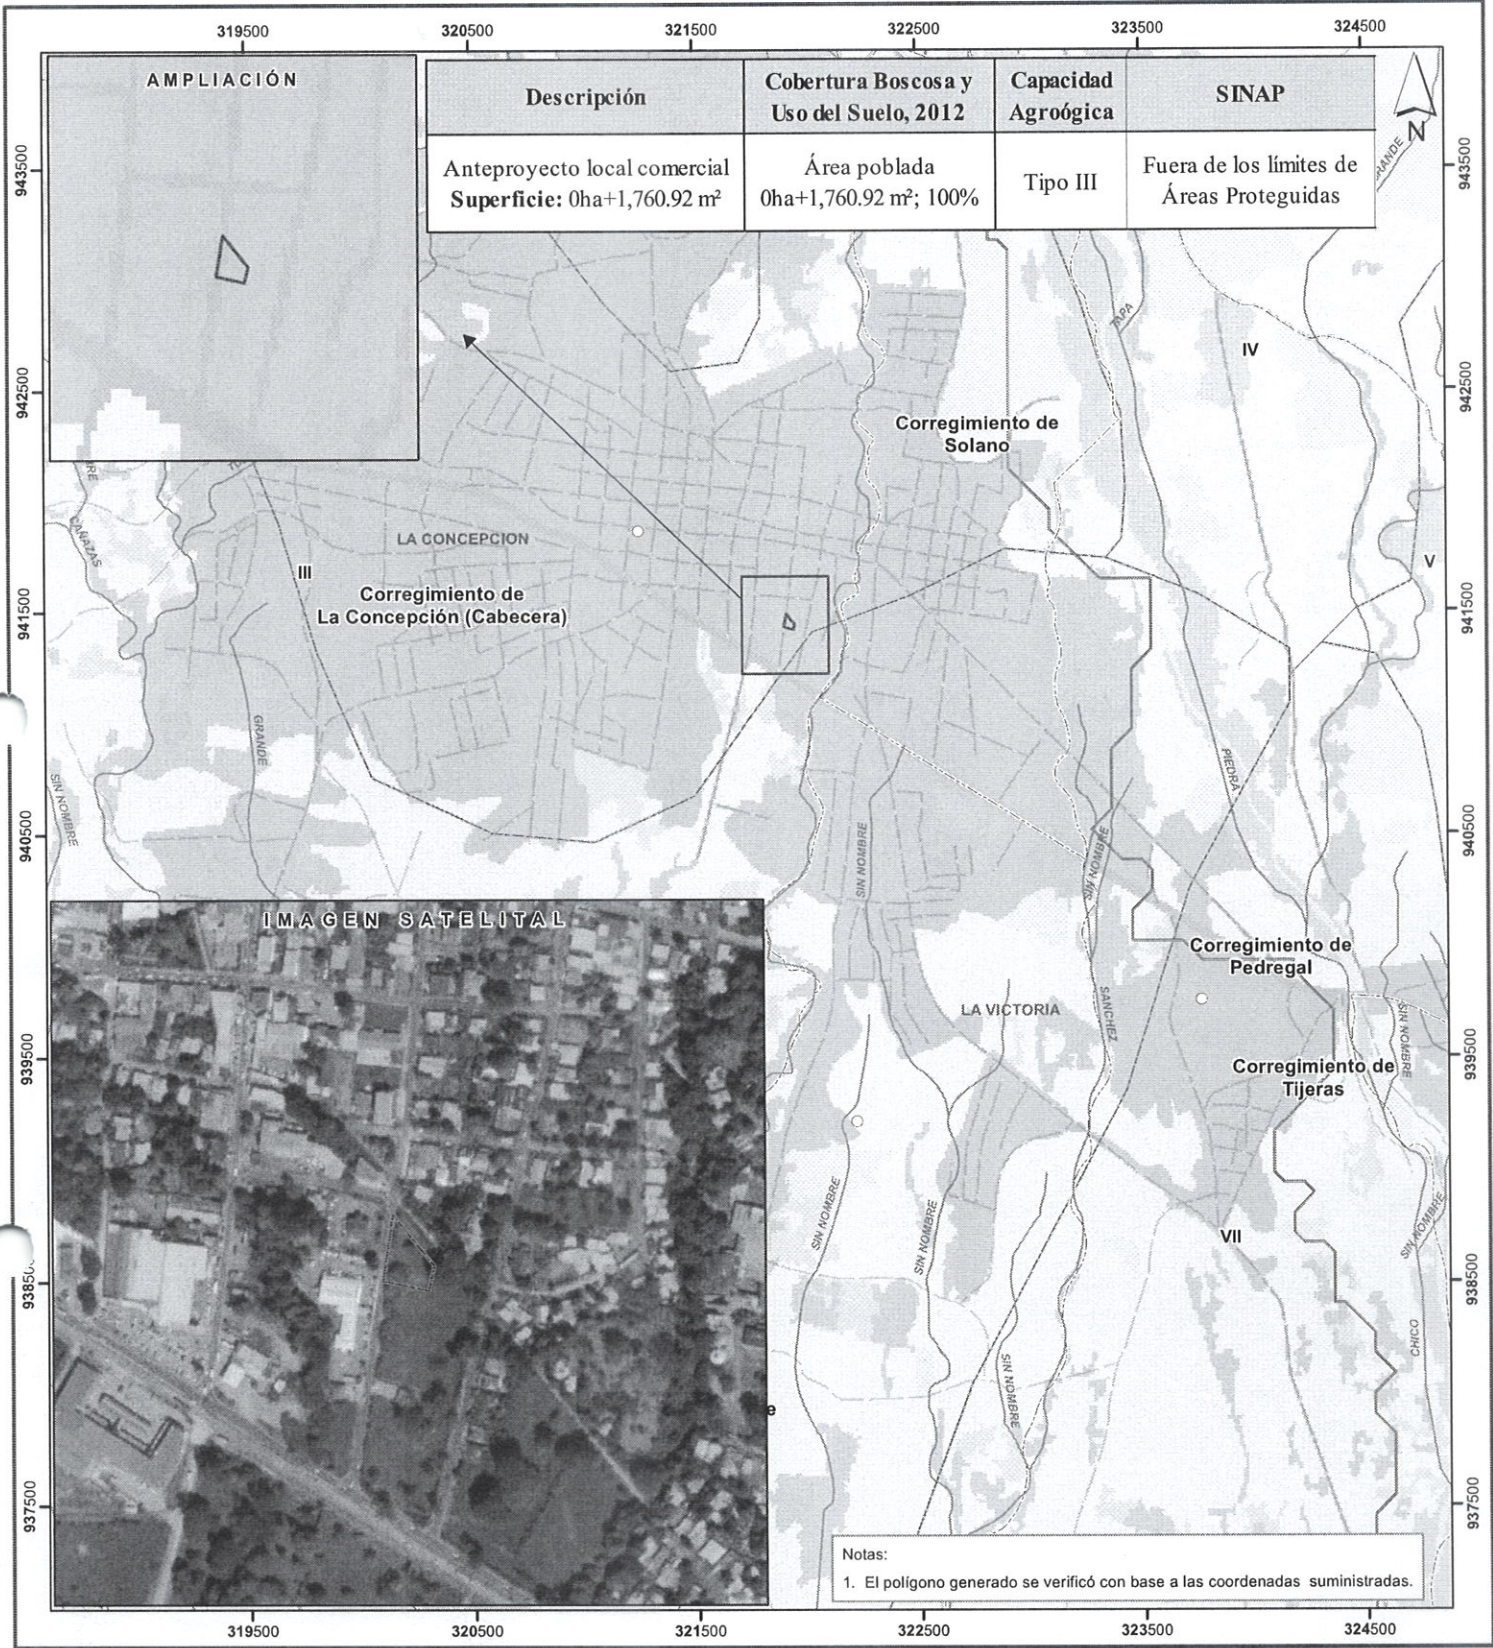 319500 320500 321500 322500 323500 324500
AMPLIACIÓN
Descripción
Cobertura Boscosa y
Uso del Suelo, 2012
Capacidad
Agroógica
SINAP
Anteproyecto local comercial
Superficie: 0ha+1,760.92 m²
Área poblada
0ha+1,760.92 m²; 100%
Tipo III
Fuera de los límites de
Áreas Proteguidas
N
943500
943500
942500
942500
941500
941500
940500
940500
939500
939500
938500
937500
937500
GRANDE
IV
Corregimiento de
Solano
CAÑAZAS
LA CONCEPCION
V
III
Corregimiento de
La Concepción (Cabecera)
GRANDE
SIN NOMBRE
PIEDRA
SIN NOMBRE
SIN NOMBRE
IMAGEN SATELITAL
Corregimiento de
Pedregal
LA VICTORIA
SANCHEZ
SIN NOMBRE
Corregimiento de
Tijeras
SIN NOMBRE
SIN NOMBRE
SIN NOMBRE
VII
CHICO
SIN NOMBRE
e
Notas:
1. El polígono generado se verificó con base a las coordenadas suministradas.
319500 320500 321500 322500 323500 324500